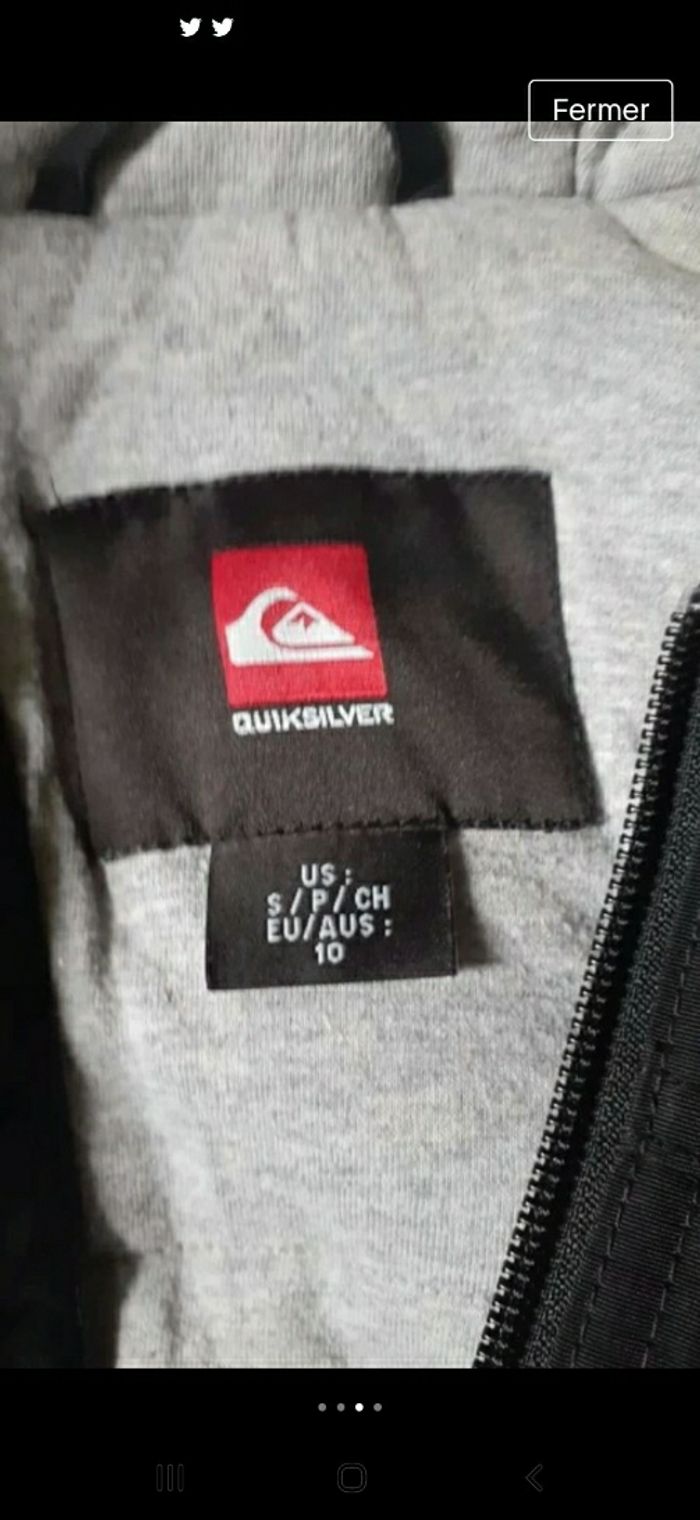 Fermer
QUIKSILVER
US :
S / P / CH
EU/AUS :
10